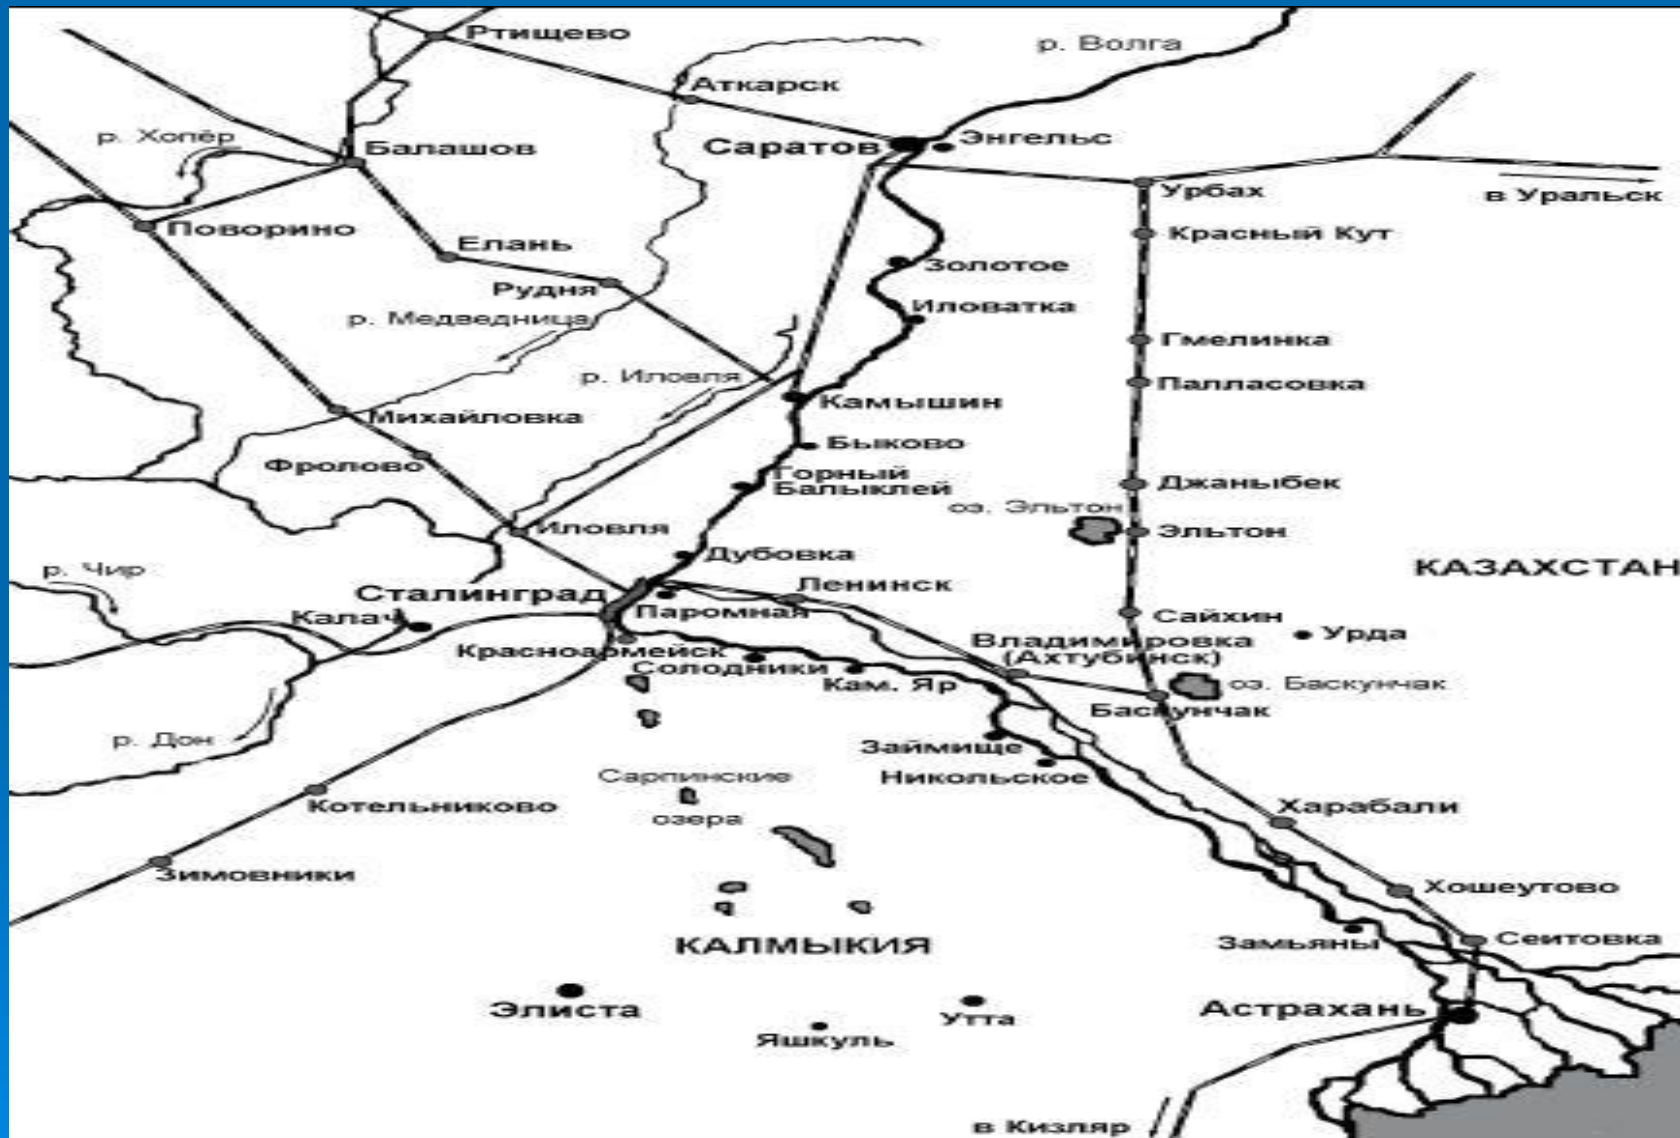 Ртищево
р. Волга
Аткарск
р. Хопёр
Балашов
Саратов
Энгельс
Урбах
в Уральск
Поворино
Елань
Красный Кут
Золотое
Рудня
Иловатка
р. Медведница
Гмелинка
р. Иловля
Палласовка
Камышин
Михайловка
Быково
Фролово
Горный
Балыклей
Джаныбек
оз. Эльтон
Иловля
Эльтон
Дубовка
р. Чир
КАЗАХСТАН
Сталинград
Ленинск
Паромная
Калач
Сайхин
Урда
Красноармейск
Владимировка
(Ахтубинск)
Солодники
Кам. Яр
оз. Баскунчак
Баскунчак
р. Дон
Займище
Никольское
Сарпинские
озера
Котельниково
Харабали
Зимовники
Хошеутово
КАЛМЫКИЯ
Замьяны
Сеитовка
Элиста
Утта
Астрахань
Яшкуль
в Кизляр